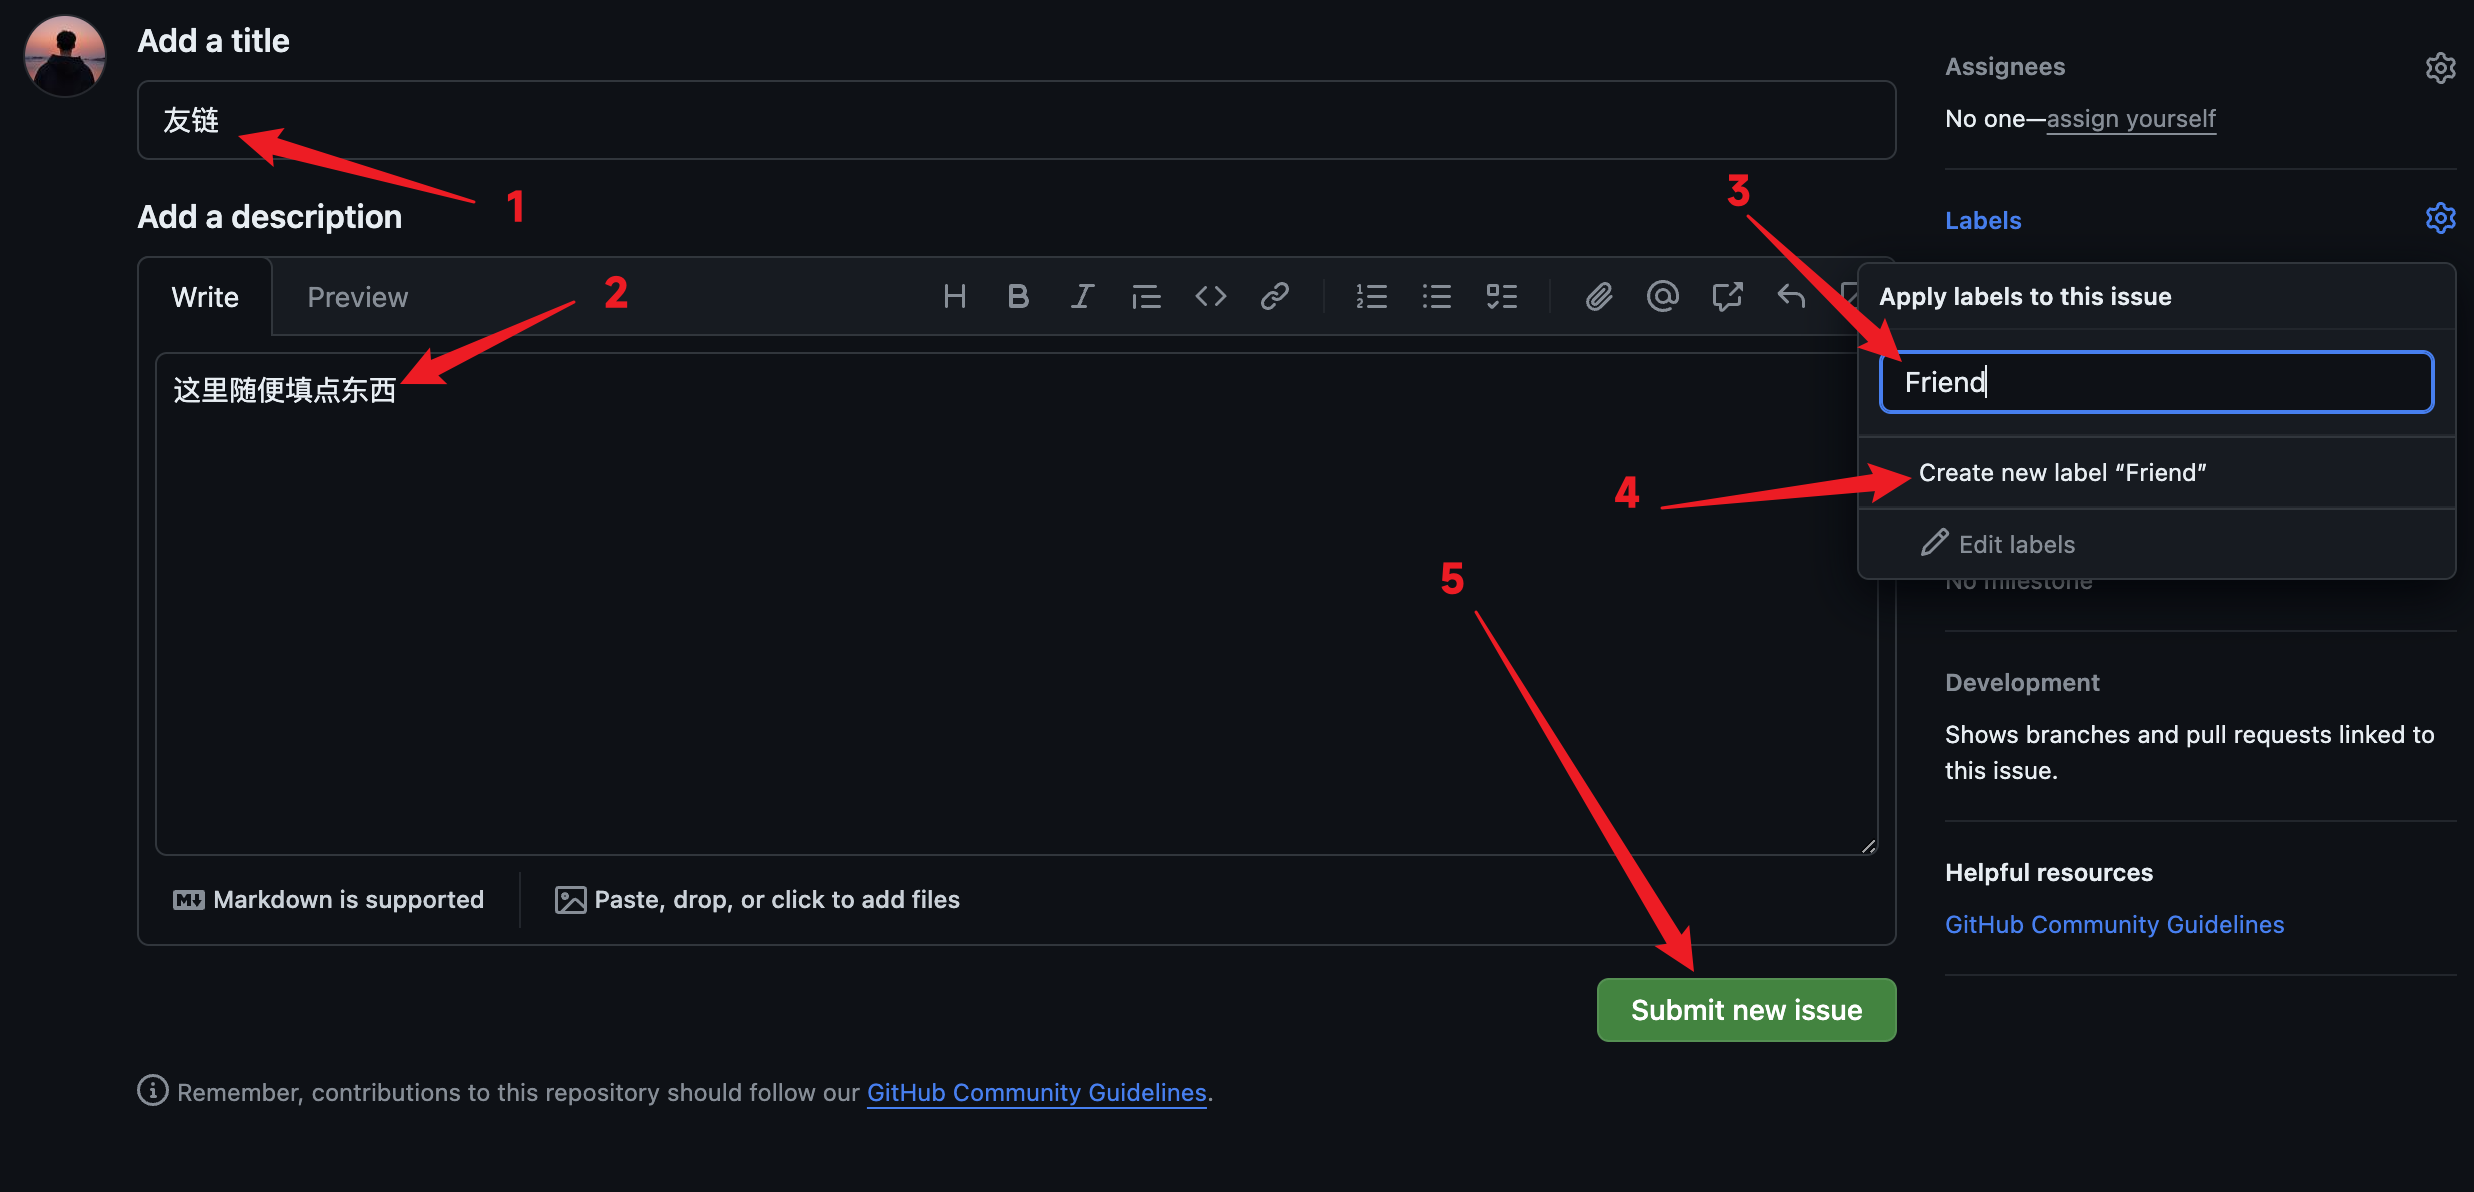 Add a title
友链
1
Add a description
Write
Preview
2
这里随便填点东西
Markdown is supported
Paste, drop, or click to add files
5
Submit new issue
Remember, contributions to this repository should follow our GitHub Community Guidelines.
Assignees
No one—assign yourself
3
Labels
Apply labels to this issue
Friend
4
Create new label “Friend”
Edit labels
No milestone
Development
Shows branches and pull requests linked to
this issue.
Helpful resources
GitHub Community Guidelines